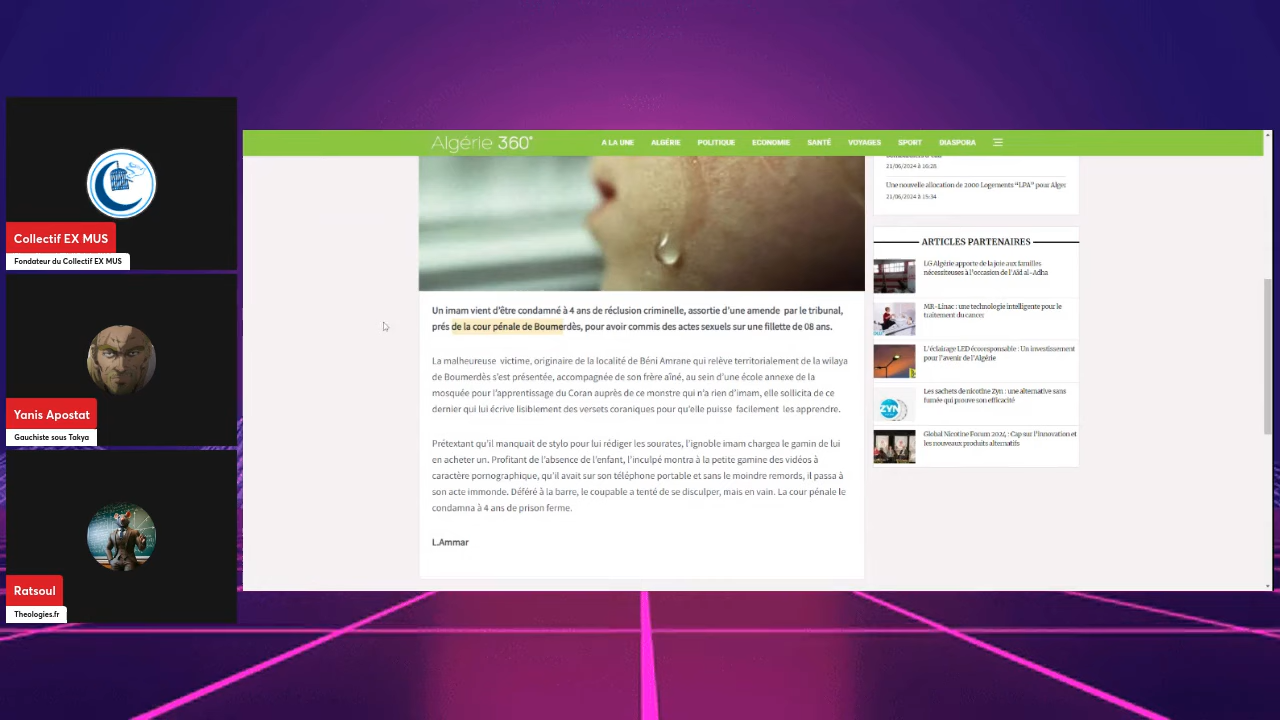 Collectif EX MUS
Fondateur du Collectif EX MUS
Yanis Apostat
Gauchiste sous Takya
Ratsoul
Theologies.fr
Algérie 360°
A LA UNE ALGÉRIE POLITIQUE ECONOMIE SANTÉ VOYAGES SPORT DIASPORA
Un imam vient d'être condamné à 4 ans de réclusion criminelle, assortie d'une amende par le tribunal,
prés de la cour pénale de Boumerdès, pour avoir commis des actes sexuels sur une fillette de 08 ans.
La malheureuse victime, originaire de la localité de Béni Amrane qui relève territorialement de la wilaya
de Boumerdès s'est présentée, accompagnée de son frère aîné, au sein d'une école annexe de la
mosquée pour l'apprentissage du Coran auprès de ce monstre qui n'a rien d'imam, elle sollicita de ce
dernier qui lui écrive lisiblement des versets coraniques pour qu'elle puisse facilement les apprendre.
Prétextant qu'il manquait de stylo pour lui rédiger les sourates, l'ignoble imam chargea le gamin de lui
en acheter un. Profitant de l'absence de l'enfant, l'inculpé montra à la petite gamine des vidéos à
caractère pornographique, qu'il avait sur son téléphone portable et sans le moindre remords, il passa à
son acte immonde. Déféré à la barre, le coupable a tenté de se disculper, mais en vain. La cour pénale le
condamna à 4 ans de prison ferme.
L.Ammar
21/06/2024 à 16:28
Une nouvelle allocation de 2000 Logements "LPA" pour Alger
21/06/2024 à 15:34
ARTICLES PARTENAIRES
LG Algérie apporte de la joie aux familles
nécessiteuses à l'occasion de l'Aïd al-Adha
MR-Linac : une technologie intelligente pour le
traitement du cancer
L'éclairage LED écoresponsable : Un investissement
pour l'avenir de l'Algérie
ZYN
Les sachets de nicotine Zyn : une alternative sans
fumée qui prouve son efficacité
Global Nicotine Forum 2024 : Cap sur l'innovation et
les nouveaux produits alternatifs